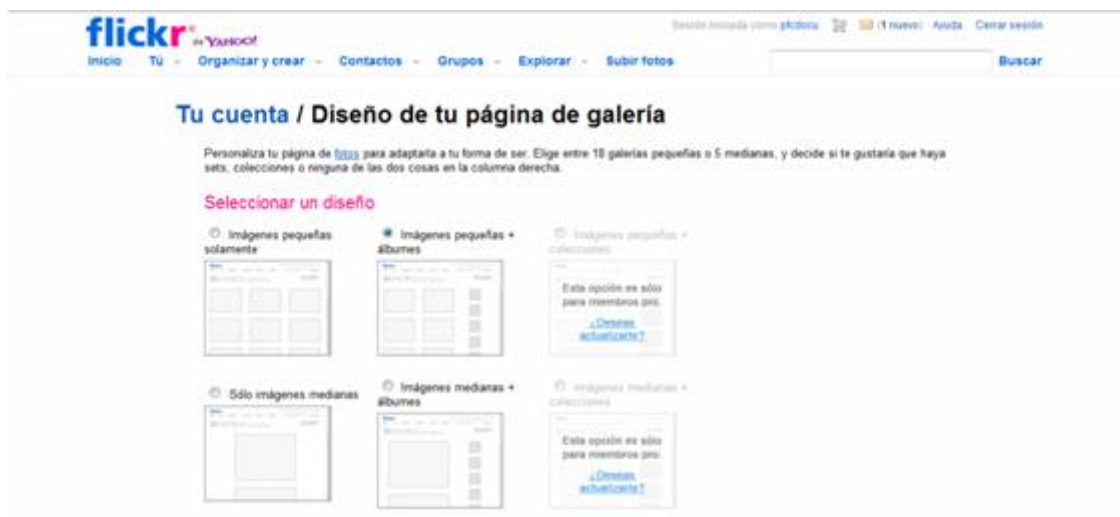 flickr de YAHOO!
Sesión iniciada como pfcdocu (1 nuevo) Ayuda Cerrar sesión
Inicio Tú Organizar y crear Contactos Grupos Explorar Subir fotos Buscar
Tu cuenta / Diseño de tu página de galería
Personaliza tu página de fotos para adaptarla a tu forma de ser. Elige entre 18 galerías pequeñas o 5 medianas, y decide si te gustaría que haya
sets, colecciones o ninguna de las dos cosas en la columna derecha.
Seleccionar un diseño
Imágenes pequeñas
solamente
Imágenes pequeñas +
álbumes
Imágenes pequeñas +
colecciones
Esta opción es sólo
para miembros pro.
¿Deseas
actualizarte?
Sólo imágenes medianas
Imágenes medianas +
álbumes
Imágenes medianas +
colecciones
Esta opción es sólo
para miembros pro.
¿Deseas
actualizarte?